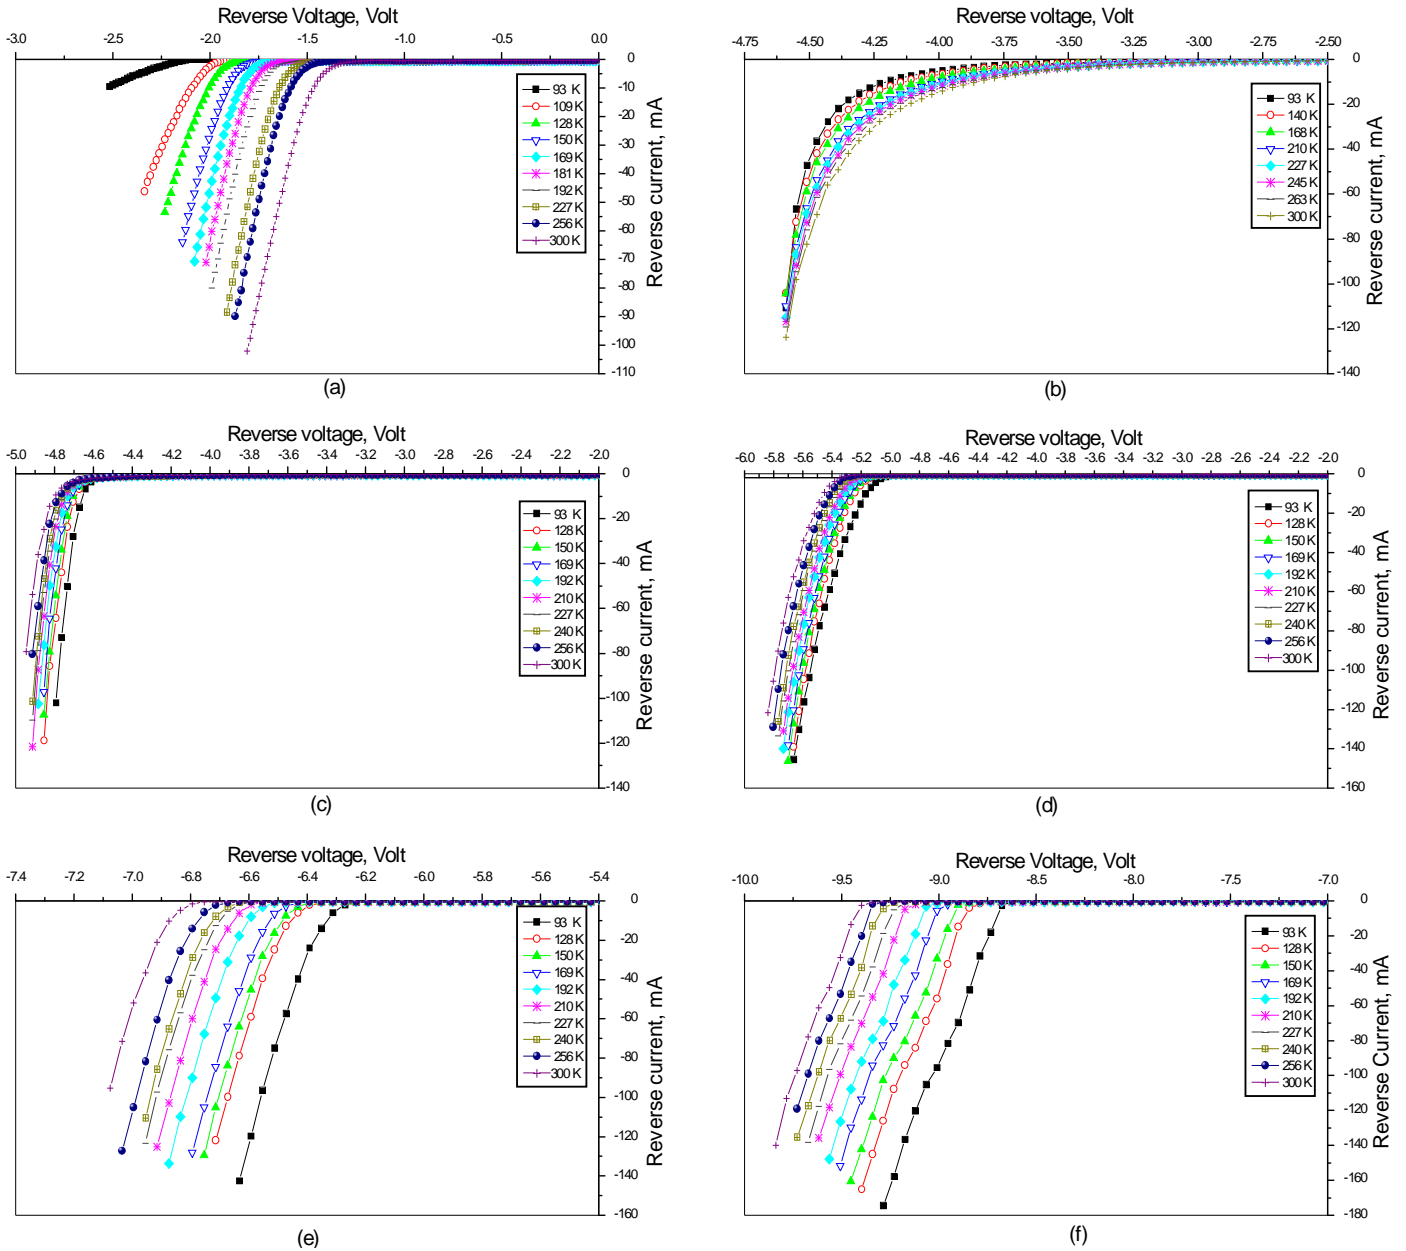 Reverse Voltage, Volt
-3.0 -2.5 -2.0 -1.5 -1.0 -0.5 0.0
0
-10
-20
-30
-40
-50
-60
-70
-80
-90
-100
-110
Reverse current, mA
93 K
109 K
128 K
150 K
169 K
181 K
192 K
227 K
256 K
300 K
(a)
Reverse voltage, Volt
-4.75 -4.50 -4.25 -4.00 -3.75 -3.50 -3.25 -3.00 -2.75 -2.50
0
-20
-40
-60
-80
-100
-120
-140
Reverse current, mA
93 K
140 K
168 K
210 K
227 K
245 K
263 K
300 K
(b)
Reverse voltage, Volt
-5.0 -4.8 -4.6 -4.4 -4.2 -4.0 -3.8 -3.6 -3.4 -3.2 -3.0 -2.8 -2.6 -2.4 -2.2 -2.0
0
-20
-40
-60
-80
-100
-120
-140
Reverse current, mA
93 K
128 K
150 K
169 K
192 K
210 K
227 K
240 K
256 K
300 K
(c)
Reverse voltage, Volt
-6.0 -5.8 -5.6 -5.4 -5.2 -5.0 -4.8 -4.6 -4.4 -4.2 -4.0 -3.8 -3.6 -3.4 -3.2 -3.0 -2.8 -2.6 -2.4 -2.2 -2.0
0
-20
-40
-60
-80
-100
-120
-140
-160
Reverse current, mA
93 K
128 K
150 K
169 K
192 K
210 K
227 K
240 K
256 K
300 K
(d)
Reverse voltage, Volt
-7.4 -7.2 -7.0 -6.8 -6.6 -6.4 -6.2 -6.0 -5.8 -5.6 -5.4
0
-20
-40
-60
-80
-100
-120
-140
-160
Reverse current, mA
93 K
128 K
150 K
169 K
192 K
210 K
227 K
240 K
256 K
300 K
(e)
Reverse Voltage, Volt
-10.0 -9.5 -9.0 -8.5 -8.0 -7.5 -7.0
0
-20
-40
-60
-80
-100
-120
-140
-160
-180
Reverse Current, mA
93 K
128 K
150 K
169 K
192 K
210 K
227 K
240 K
256 K
300 K
(f)